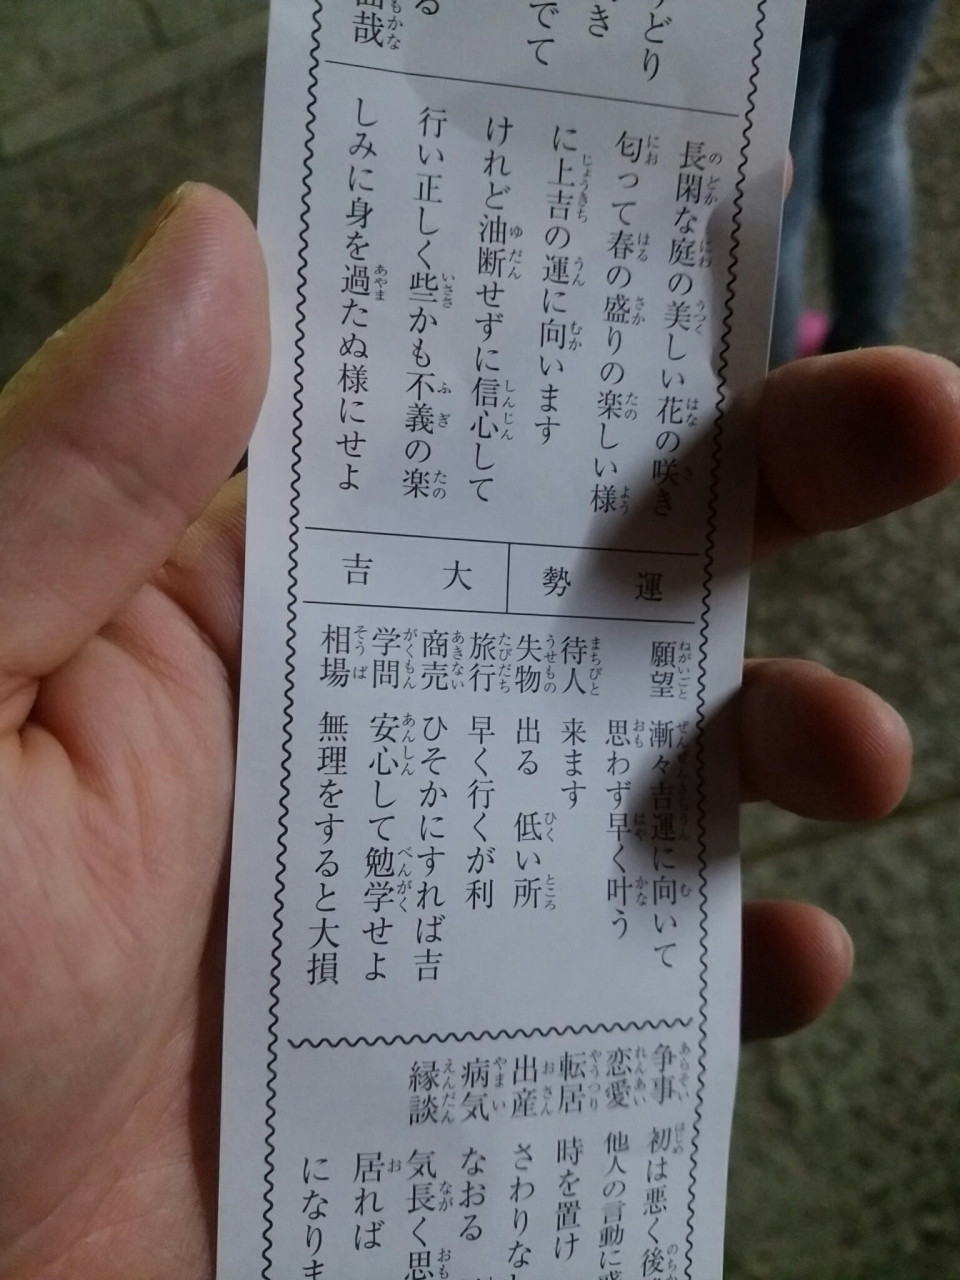 どり
き
でて
る
哉
長閑な庭の美しい花の咲き
匂って春の盛りの楽しい様
に上吉の運に向います
けれど油断せずに信心して
行い正しく些かも不義の楽
しみに身を過たぬ様にせよ
運勢 大吉
願望 漸々吉運に向いて
思わず早く叶う
待人 来ます
失物 出る 低い所
旅行 早く行くが利
商売 ひそかにすれば吉
学問 安心して勉学せよ
相場 無理をすると大損
争事 初は悪く後
恋愛 他人の言動に惑
転居 時を置け
出産 さわりな
病気 なおる
縁談 気長く思
居れば
になりま